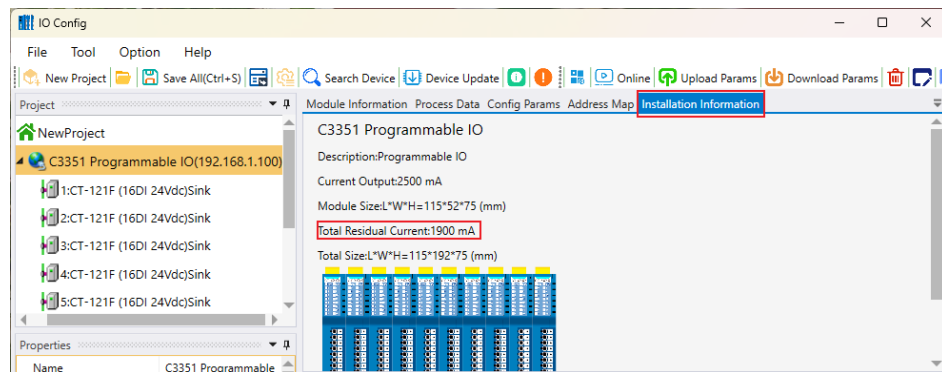 IO Config
File Tool Option Help
New Project Save All(Ctrl+S) Search Device Device Update Online Upload Params Download Params
Project
Module Information Process Data Config Params Address Map Installation Information
NewProject
C3351 Programmable IO(192.168.1.100)
1:CT-121F (16DI 24Vdc)Sink
2:CT-121F (16DI 24Vdc)Sink
3:CT-121F (16DI 24Vdc)Sink
4:CT-121F (16DI 24Vdc)Sink
5:CT-121F (16DI 24Vdc)Sink
C3351 Programmable IO
Description:Programmable IO
Current Output:2500 mA
Module Size:L*W*H=115*52*75 (mm)
Total Residual Current:1900 mA
Total Size:L*W*H=115*192*75 (mm)
Properties
Name C3351 Programmable